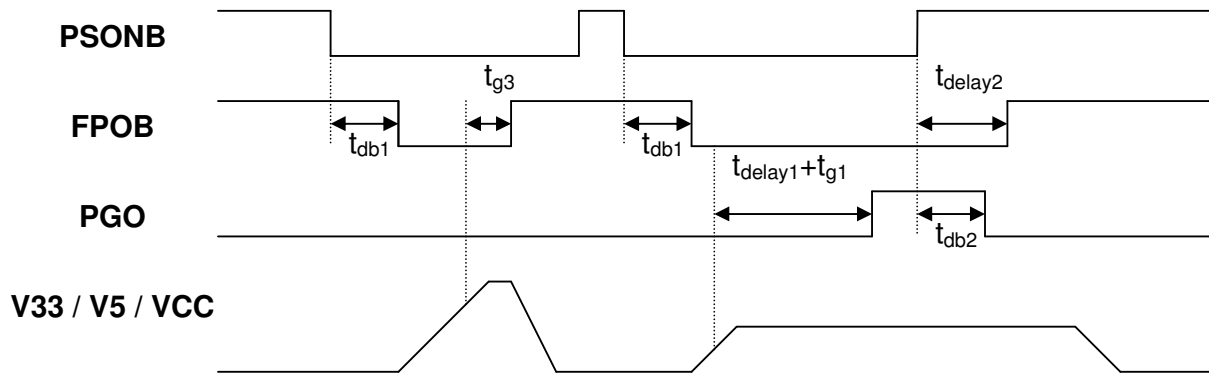 PSONB
t_g3
t_delay2
FPOB
t_db1
t_db1
t_delay1+t_g1
PGO
t_db2
V33 / V5 / VCC